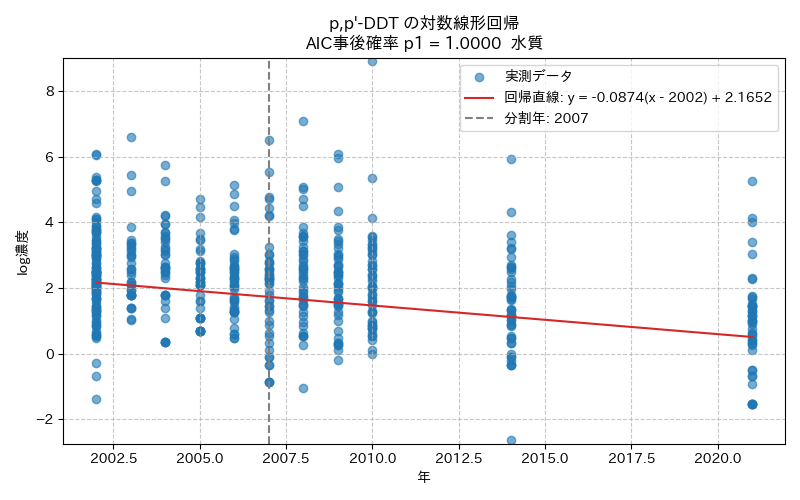 p,p'-DDT の対数線形回帰
AIC事後確率 p1 = 1.0000  水質
実測データ
回帰直線: y = -0.0874(x - 2002) + 2.1652
分割年: 2007
log濃度
8
6
4
2
0
−2
2002.5 2005.0 2007.5 2010.0 2012.5 2015.0 2017.5 2020.0
年